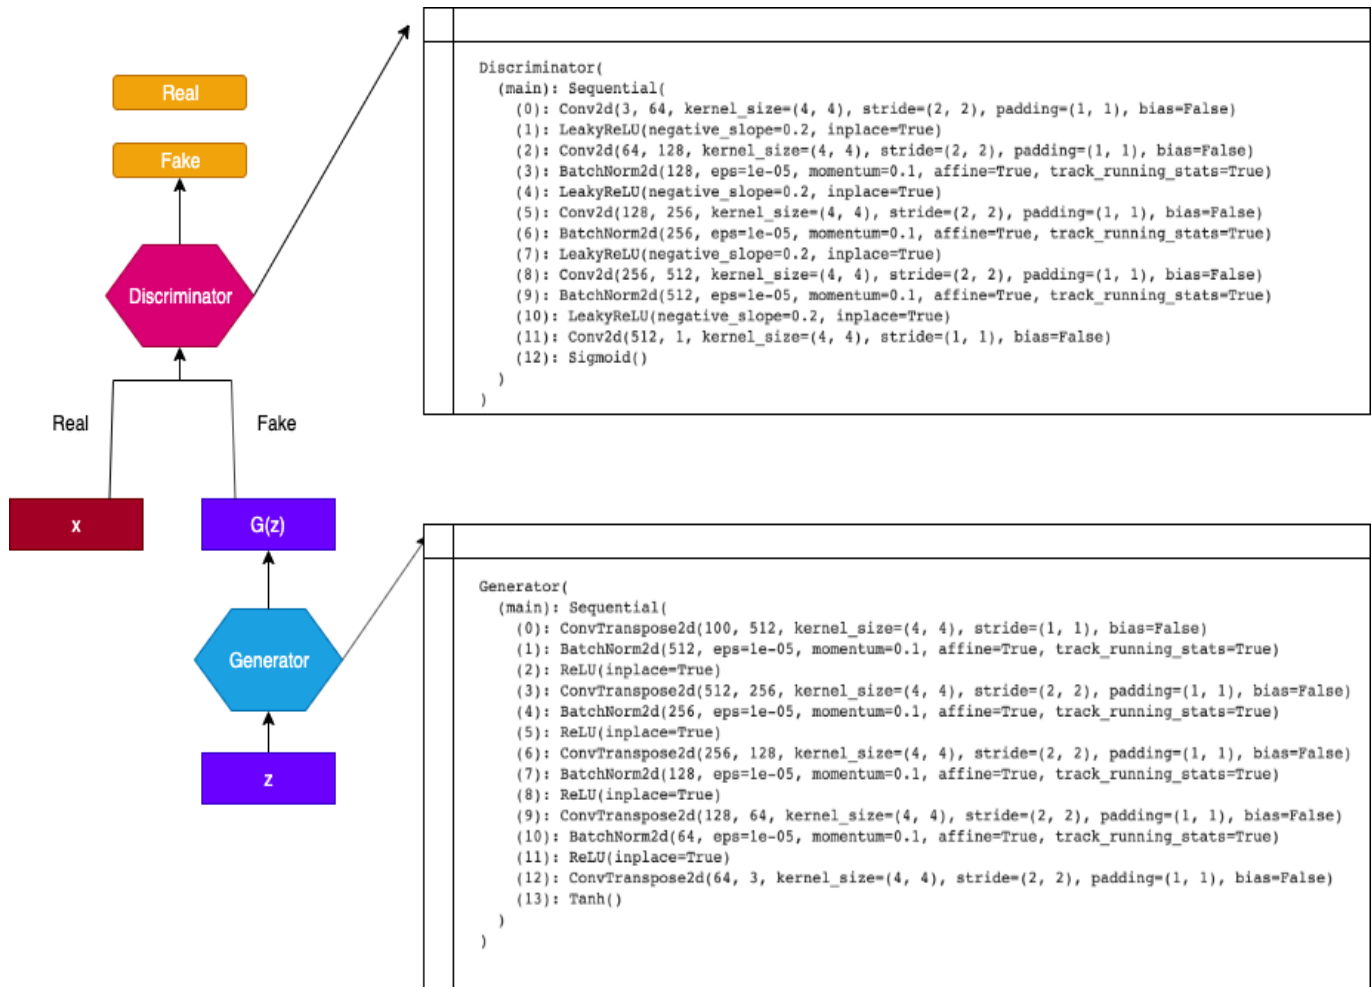 Real
Fake
Discriminator
Real
Fake
x
G(z)
Generator
z
Discriminator(
(main): Sequential(
(0): Conv2d(3, 64, kernel_size=(4, 4), stride=(2, 2), padding=(1, 1), bias=False)
(1): LeakyReLU(negative_slope=0.2, inplace=True)
(2): Conv2d(64, 128, kernel_size=(4, 4), stride=(2, 2), padding=(1, 1), bias=False)
(3): BatchNorm2d(128, eps=1e-05, momentum=0.1, affine=True, track_running_stats=True)
(4): LeakyReLU(negative_slope=0.2, inplace=True)
(5): Conv2d(128, 256, kernel_size=(4, 4), stride=(2, 2), padding=(1, 1), bias=False)
(6): BatchNorm2d(256, eps=1e-05, momentum=0.1, affine=True, track_running_stats=True)
(7): LeakyReLU(negative_slope=0.2, inplace=True)
(8): Conv2d(256, 512, kernel_size=(4, 4), stride=(2, 2), padding=(1, 1), bias=False)
(9): BatchNorm2d(512, eps=1e-05, momentum=0.1, affine=True, track_running_stats=True)
(10): LeakyReLU(negative_slope=0.2, inplace=True)
(11): Conv2d(512, 1, kernel_size=(4, 4), stride=(1, 1), bias=False)
(12): Sigmoid()
)
)
Generator(
(main): Sequential(
(0): ConvTranspose2d(100, 512, kernel_size=(4, 4), stride=(1, 1), bias=False)
(1): BatchNorm2d(512, eps=1e-05, momentum=0.1, affine=True, track_running_stats=True)
(2): ReLU(inplace=True)
(3): ConvTranspose2d(512, 256, kernel_size=(4, 4), stride=(2, 2), padding=(1, 1), bias=False)
(4): BatchNorm2d(256, eps=1e-05, momentum=0.1, affine=True, track_running_stats=True)
(5): ReLU(inplace=True)
(6): ConvTranspose2d(256, 128, kernel_size=(4, 4), stride=(2, 2), padding=(1, 1), bias=False)
(7): BatchNorm2d(128, eps=1e-05, momentum=0.1, affine=True, track_running_stats=True)
(8): ReLU(inplace=True)
(9): ConvTranspose2d(128, 64, kernel_size=(4, 4), stride=(2, 2), padding=(1, 1), bias=False)
(10): BatchNorm2d(64, eps=1e-05, momentum=0.1, affine=True, track_running_stats=True)
(11): ReLU(inplace=True)
(12): ConvTranspose2d(64, 3, kernel_size=(4, 4), stride=(2, 2), padding=(1, 1), bias=False)
(13): Tanh()
)
)